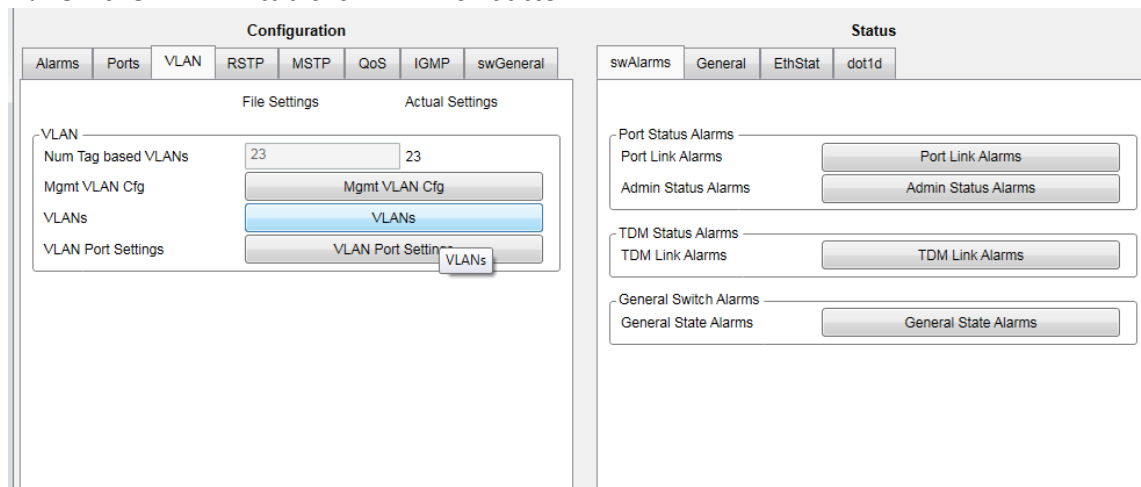 Configuration
Alarms Ports VLAN RSTP MSTP QoS IGMP swGeneral
File Settings Actual Settings
VLAN
Num Tag based VLANs 23 23
Mgmt VLAN Cfg Mgmt VLAN Cfg
VLANs VLANs
VLAN Port Settings VLAN Port
VLANs
Status
swAlarms General EthStat dot1d
Port Status Alarms
Port Link Alarms Port Link Alarms
Admin Status Alarms Admin Status Alarms
TDM Status Alarms
TDM Link Alarms TDM Link Alarms
General Switch Alarms
General State Alarms General State Alarms